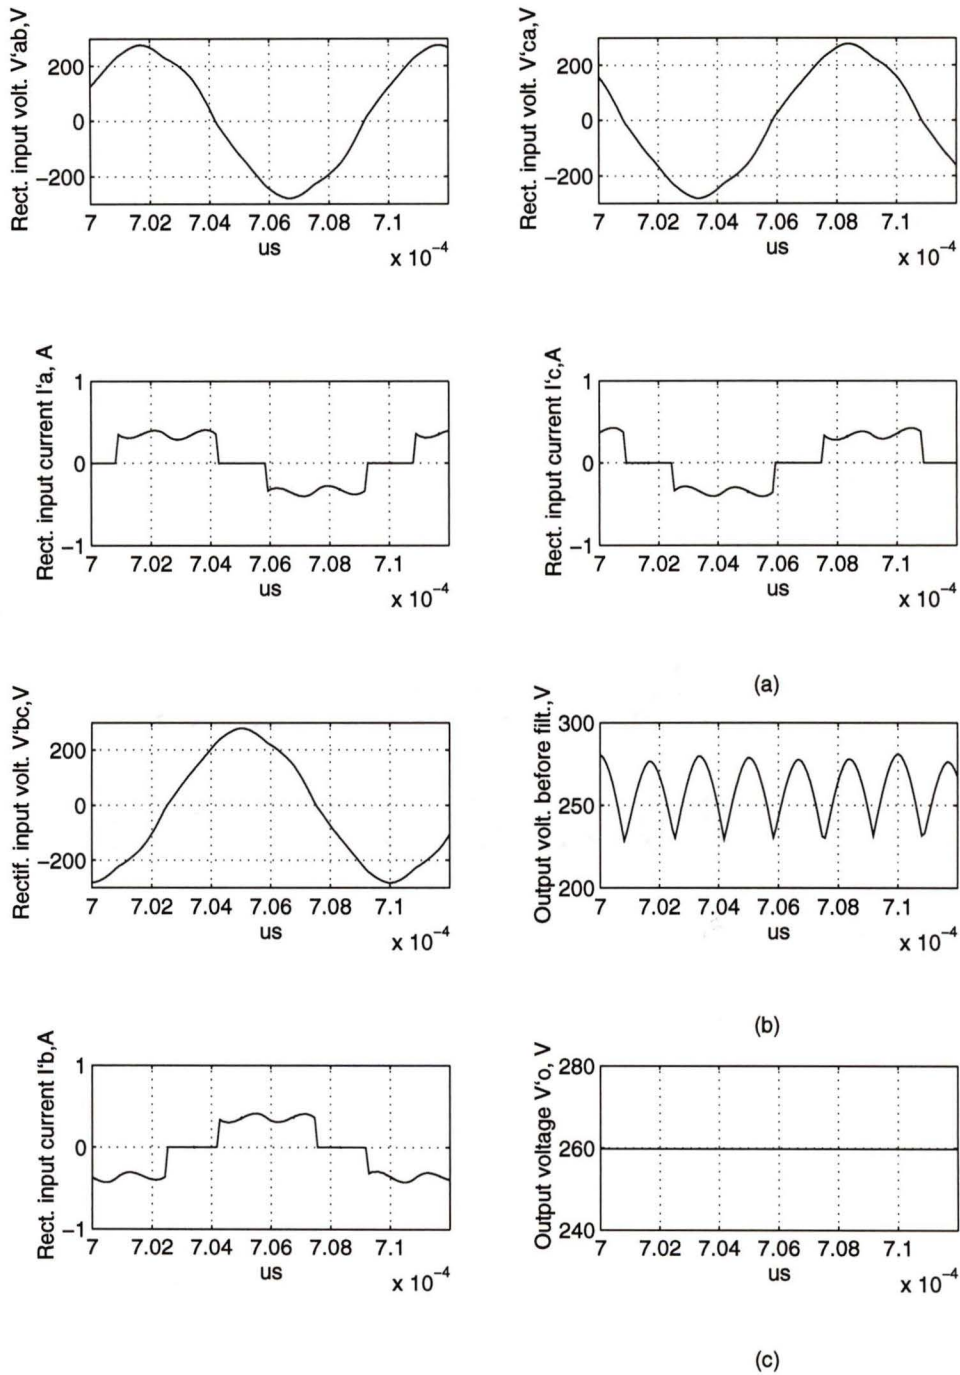 Rect. input volt. V'ab,V
200
0
−200
7 7.02 7.04 7.06 7.08 7.1
us
x 10⁻⁴
Rect. input volt. V'ca,V
200
0
−200
7 7.02 7.04 7.06 7.08 7.1
us
x 10⁻⁴
Rect. input current I'a, A
1
0
−1
7 7.02 7.04 7.06 7.08 7.1
us
x 10⁻⁴
Rect. input current I'c,A
1
0
−1
7 7.02 7.04 7.06 7.08 7.1
us
x 10⁻⁴
(a)
Rectif. input volt. V'bc,V
200
0
−200
7 7.02 7.04 7.06 7.08 7.1
us
x 10⁻⁴
Output volt. before filt.,V
300
250
200
7 7.02 7.04 7.06 7.08 7.1
us
x 10⁻⁴
(b)
Rect. input current I'b,A
1
0
−1
7 7.02 7.04 7.06 7.08 7.1
us
x 10⁻⁴
Output voltage V'o, V
280
260
240
7 7.02 7.04 7.06 7.08 7.1
us
x 10⁻⁴
(c)